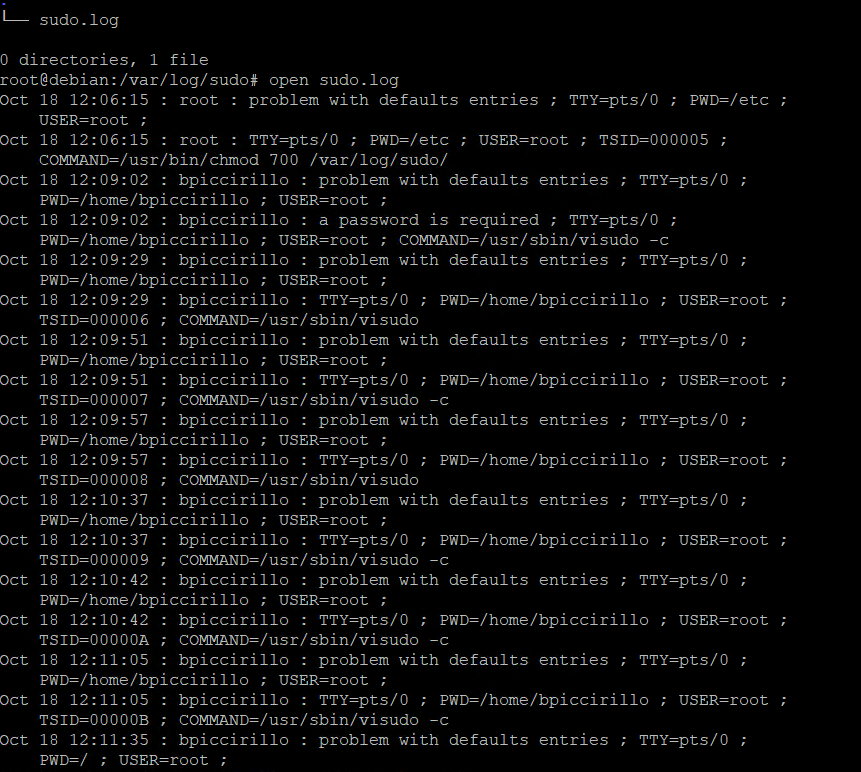 └── sudo.log
0 directories, 1 file
root@debian:/var/log/sudo# open sudo.log
Oct 18 12:06:15 : root : problem with defaults entries ; TTY=pts/0 ; PWD=/etc ;
    USER=root ;
Oct 18 12:06:15 : root : TTY=pts/0 ; PWD=/etc ; USER=root ; TSID=000005 ;
    COMMAND=/usr/bin/chmod 700 /var/log/sudo/
Oct 18 12:09:02 : bpiccirillo : problem with defaults entries ; TTY=pts/0 ;
    PWD=/home/bpiccirillo ; USER=root ;
Oct 18 12:09:02 : bpiccirillo : a password is required ; TTY=pts/0 ;
    PWD=/home/bpiccirillo ; USER=root ; COMMAND=/usr/sbin/visudo -c
Oct 18 12:09:29 : bpiccirillo : problem with defaults entries ; TTY=pts/0 ;
    PWD=/home/bpiccirillo ; USER=root ;
Oct 18 12:09:29 : bpiccirillo : TTY=pts/0 ; PWD=/home/bpiccirillo ; USER=root ;
    TSID=000006 ; COMMAND=/usr/sbin/visudo
Oct 18 12:09:51 : bpiccirillo : problem with defaults entries ; TTY=pts/0 ;
    PWD=/home/bpiccirillo ; USER=root ;
Oct 18 12:09:51 : bpiccirillo : TTY=pts/0 ; PWD=/home/bpiccirillo ; USER=root ;
    TSID=000007 ; COMMAND=/usr/sbin/visudo -c
Oct 18 12:09:57 : bpiccirillo : problem with defaults entries ; TTY=pts/0 ;
    PWD=/home/bpiccirillo ; USER=root ;
Oct 18 12:09:57 : bpiccirillo : TTY=pts/0 ; PWD=/home/bpiccirillo ; USER=root ;
    TSID=000008 ; COMMAND=/usr/sbin/visudo
Oct 18 12:10:37 : bpiccirillo : problem with defaults entries ; TTY=pts/0 ;
    PWD=/home/bpiccirillo ; USER=root ;
Oct 18 12:10:37 : bpiccirillo : TTY=pts/0 ; PWD=/home/bpiccirillo ; USER=root ;
    TSID=000009 ; COMMAND=/usr/sbin/visudo -c
Oct 18 12:10:42 : bpiccirillo : problem with defaults entries ; TTY=pts/0 ;
    PWD=/home/bpiccirillo ; USER=root ;
Oct 18 12:10:42 : bpiccirillo : TTY=pts/0 ; PWD=/home/bpiccirillo ; USER=root ;
    TSID=00000A ; COMMAND=/usr/sbin/visudo -c
Oct 18 12:11:05 : bpiccirillo : problem with defaults entries ; TTY=pts/0 ;
    PWD=/home/bpiccirillo ; USER=root ;
Oct 18 12:11:05 : bpiccirillo : TTY=pts/0 ; PWD=/home/bpiccirillo ; USER=root ;
    TSID=00000B ; COMMAND=/usr/sbin/visudo -c
Oct 18 12:11:35 : bpiccirillo : problem with defaults entries ; TTY=pts/0 ;
    PWD=/ ; USER=root ;